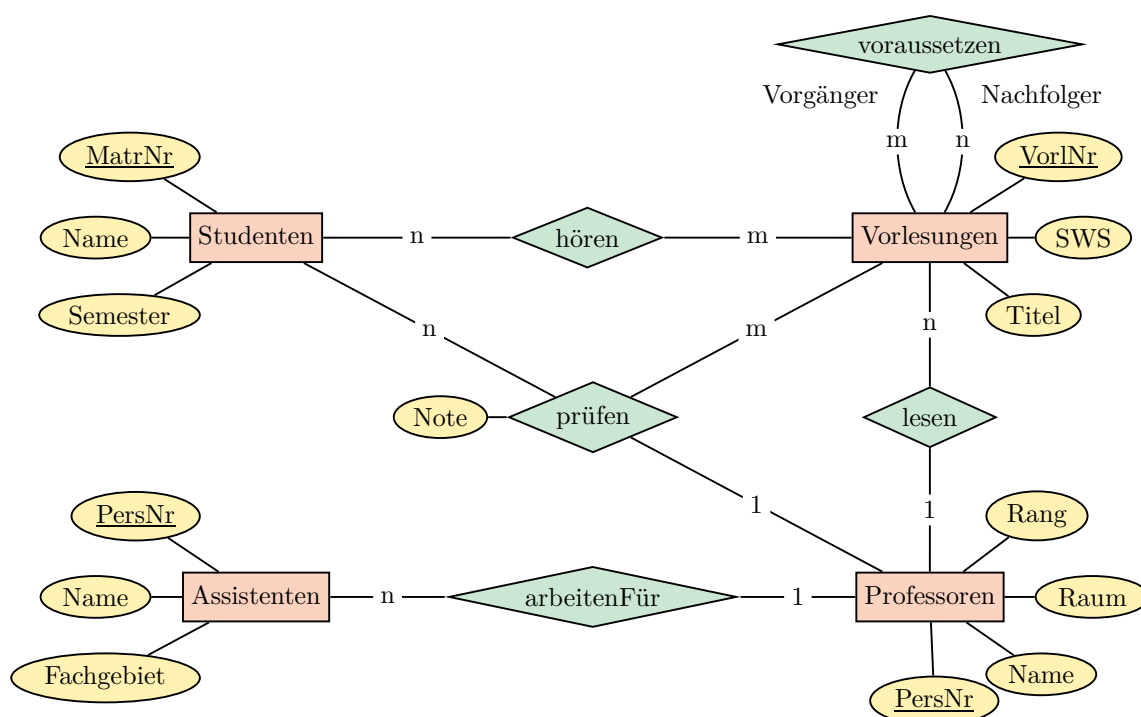 voraussetzen
Vorgänger
Nachfolger
m
n
MatrNr
VorlNr
Name
Studenten
n
hören
m
Vorlesungen
SWS
Semester
Titel
n
m
n
Note
prüfen
lesen
1
1
PersNr
Rang
Name
Assistenten
n
arbeitenFür
1
Professoren
Raum
Fachgebiet
Name
PersNr